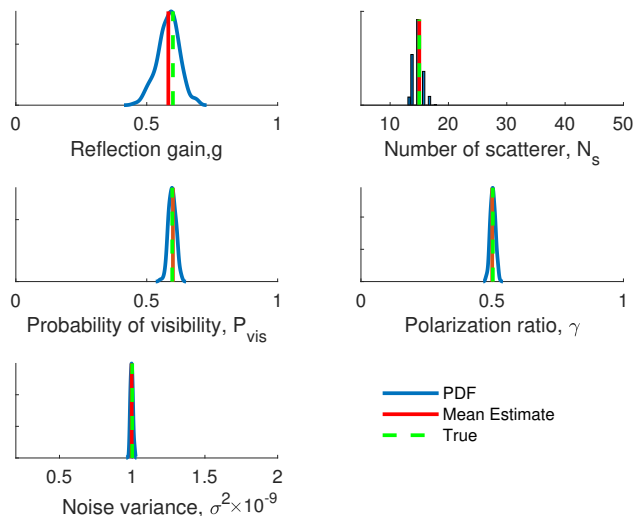 0 0.5 1
Reflection gain,g
10 20 30 40 50
Number of scatterer, N_s
0 0.5 1
Probability of visibility, P_vis
0 0.5 1
Polarization ratio, γ
0.5 1 1.5 2
Noise variance, σ²×10⁻⁹
PDF
Mean Estimate
True